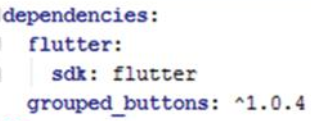 dependencies:
  flutter:
    sdk: flutter
  grouped_buttons: ^1.0.4